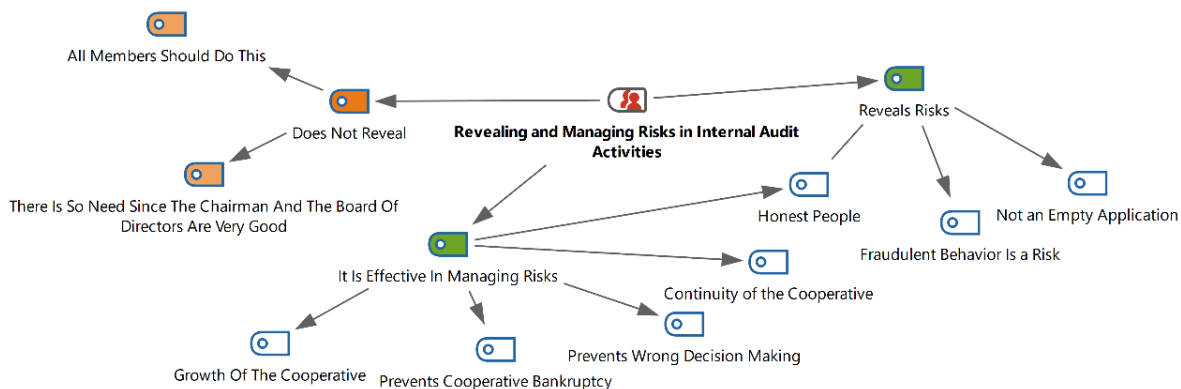 All Members Should Do This
Does Not Reveal
Revealing and Managing Risks in Internal Audit
Activities
Reveals Risks
There Is So Need Since The Chairman And The Board Of
Directors Are Very Good
Honest People
Not an Empty Application
Fraudulent Behavior Is a Risk
It Is Effective In Managing Risks
Continuity of the Cooperative
Growth Of The Cooperative
Prevents Cooperative Bankruptcy
Prevents Wrong Decision Making